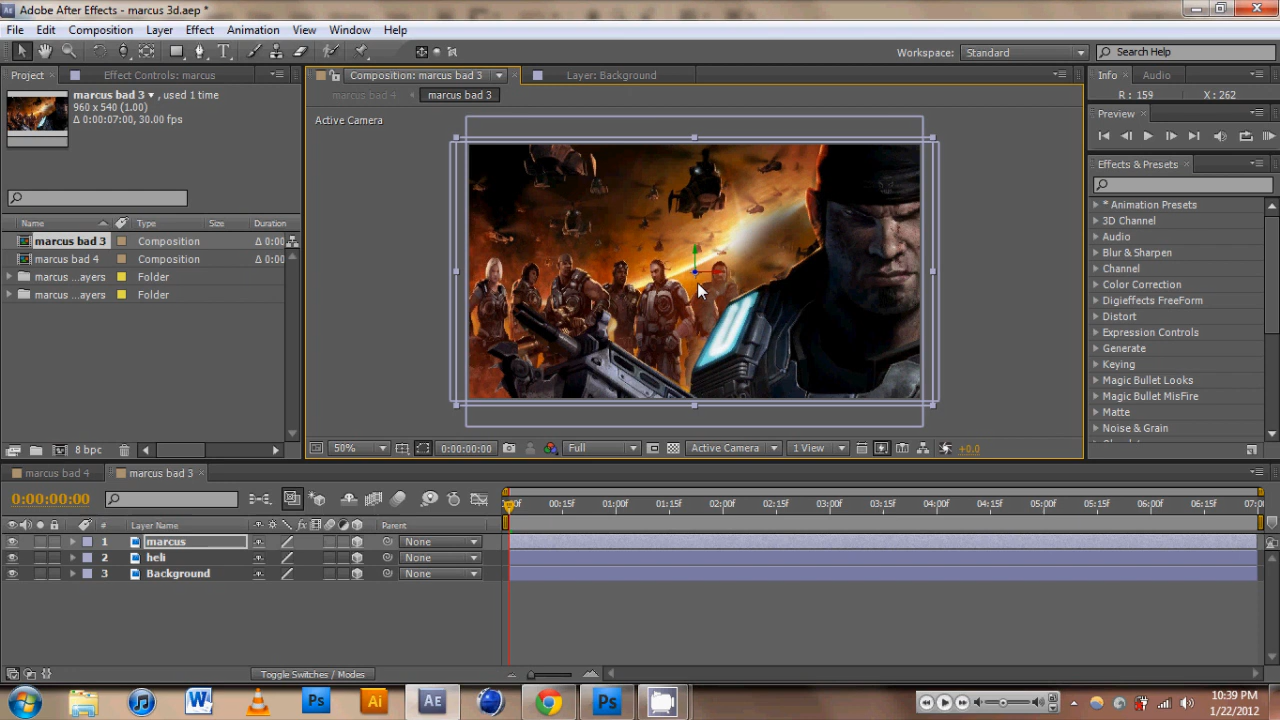 Adobe After Effects - marcus 3d.aep *
File Edit Composition Layer Effect Animation View Window Help
Workspace: Standard Search Help
Project Effect Controls: marcus
Composition: marcus bad 3 Layer: Background
Info Audio
marcus bad 3 , used 1 time
960 x 540 (1.00)
Δ 0:00:07:00, 30.00 fps
marcus bad 4 marcus bad 3
R : 159 X : 262
Active Camera
Preview
Effects & Presets
Name Type Size Duration
marcus bad 3 Composition Δ 0:00
marcus bad 4 Composition Δ 0:00
marcus ...ayers Folder
marcus ...ayers Folder
* Animation Presets
3D Channel
Audio
Blur & Sharpen
Channel
Color Correction
Digieffects FreeForm
Distort
Expression Controls
Generate
Keying
Magic Bullet Looks
Magic Bullet MisFire
Matte
Noise & Grain
8 bpc
50% 0:00:00:00 Full Active Camera 1 View +0.0
marcus bad 4 marcus bad 3
0:00:00:00
00f 00:15f 01:00f 01:15f 02:00f 02:15f 03:00f 03:15f 04:00f 04:15f 05:00f 05:15f 06:00f 06:15f 07:00
# Layer Name Parent
1 marcus None
2 heli None
3 Background None
Toggle Switches / Modes
W Ps Ai AE Ps
10:39 PM
1/22/2012